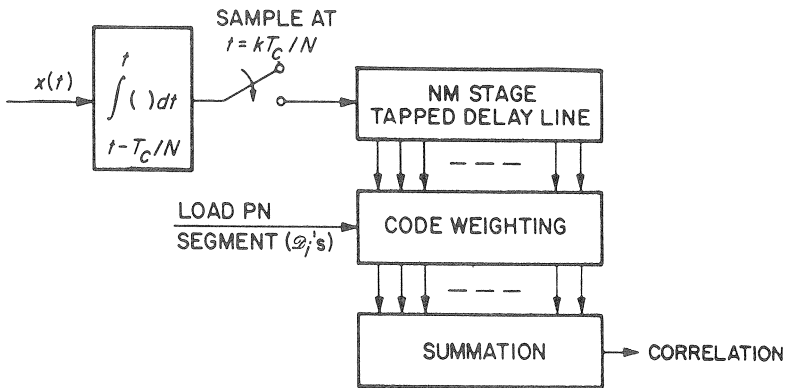 SAMPLE AT
t = kT_c/N
x(t)
t
∫( )dt
t - T_c/N
NM STAGE
TAPPED DELAY LINE
LOAD PN
SEGMENT (𝒟_i's)
CODE WEIGHTING
SUMMATION
CORRELATION